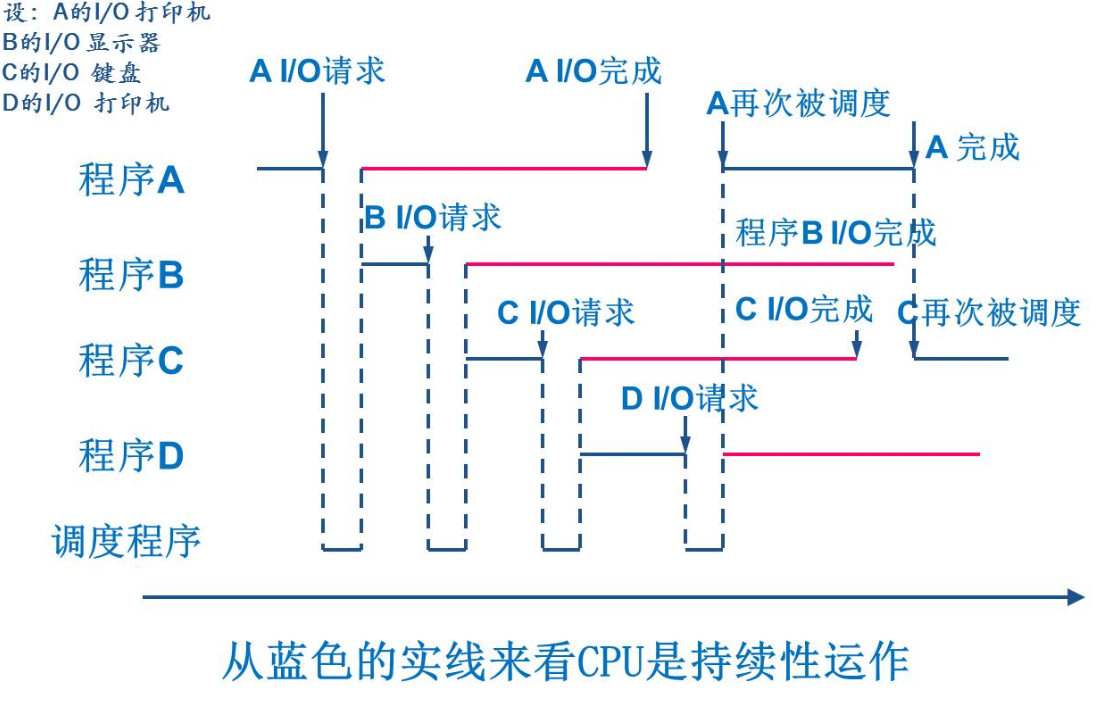 设：A的I/O 打印机
B的I/O 显示器
C的I/O 键盘
D的I/O 打印机
A I/O请求
A I/O完成
A再次被调度
A 完成
程序A
B I/O请求
程序B I/O完成
程序B
C I/O请求
C I/O完成
C再次被调度
程序C
D I/O请求
程序D
调度程序
从蓝色的实线来看CPU是持续性运作